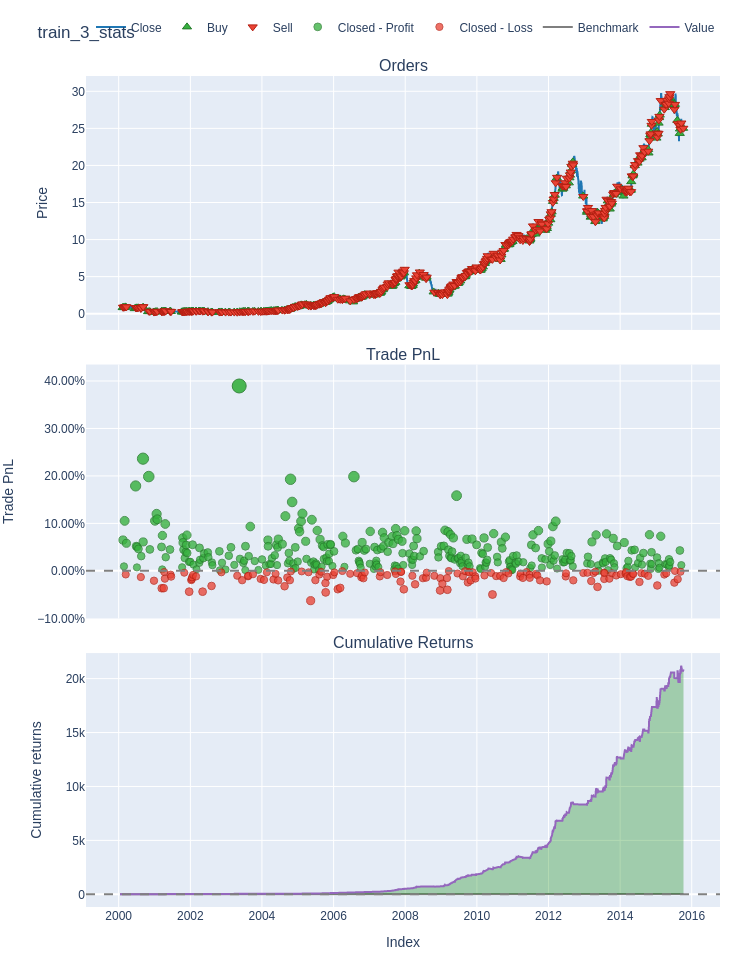 train_3_stats
Close
Buy
Sell
Closed - Profit
Closed - Loss
Benchmark
Value
Orders
Price
30
25
20
15
10
5
0
Trade PnL
Trade PnL
40.00%
30.00%
20.00%
10.00%
0.00%
−10.00%
Cumulative Returns
Cumulative returns
20k
15k
10k
5k
0
2000
2002
2004
2006
2008
2010
2012
2014
2016
Index